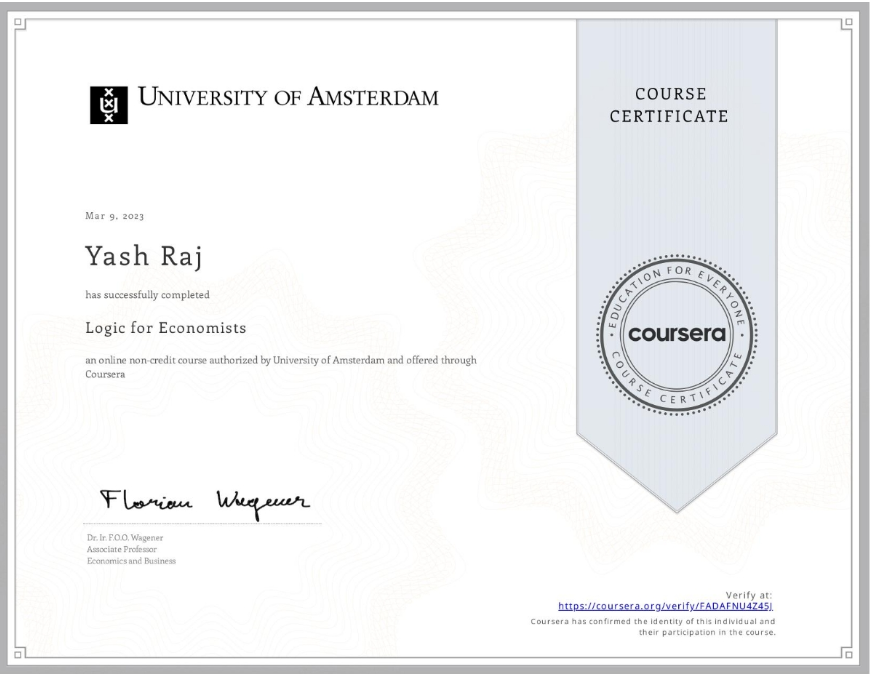 UNIVERSITY OF AMSTERDAM
COURSE
CERTIFICATE
Mar 9, 2023
Yash Raj
has successfully completed
Logic for Economists
an online non-credit course authorized by University of Amsterdam and offered through
Coursera
EDUCATION FOR EVERYONE
coursera
COURSE CERTIFICATE
Florian Wagener
Dr. Ir. F.O.O. Wagener
Associate Professor
Economics and Business
Verify at:
https://coursera.org/verify/FADAFNU4Z45J
Coursera has confirmed the identity of this individual and
their participation in the course.